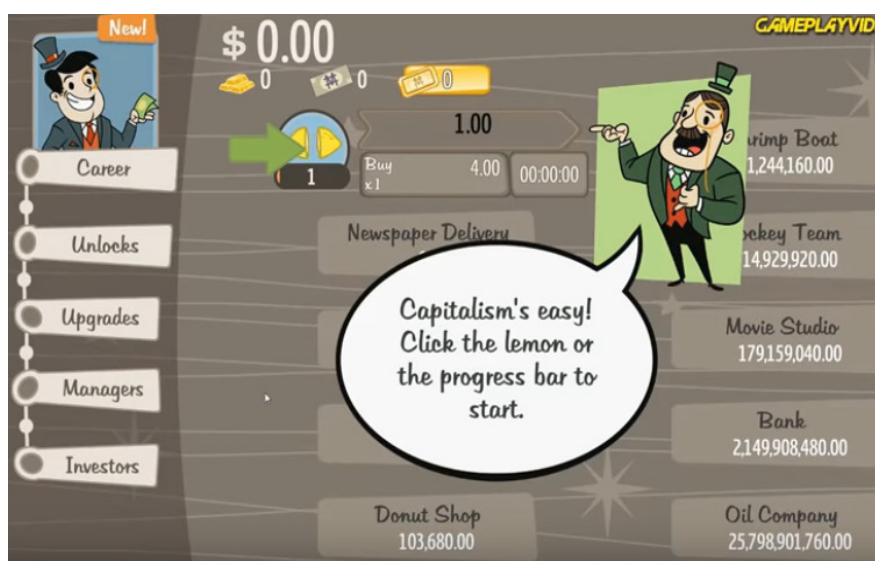 New!
$ 0.00
GAMEPLAYVID
0
0
0
1.00
Buy
x1
4.00
00:00:00
1
Career
Unlocks
Upgrades
Managers
Investors
Newspaper Delivery
Capitalism's easy!
Click the lemon or
the progress bar to
start.
Donut Shop
103,680.00
rimp Boat
1,244,160.00
ckey Team
14,929,920.00
Movie Studio
179,159,040.00
Bank
2,149,908,480.00
Oil Company
25,798,901,760.00